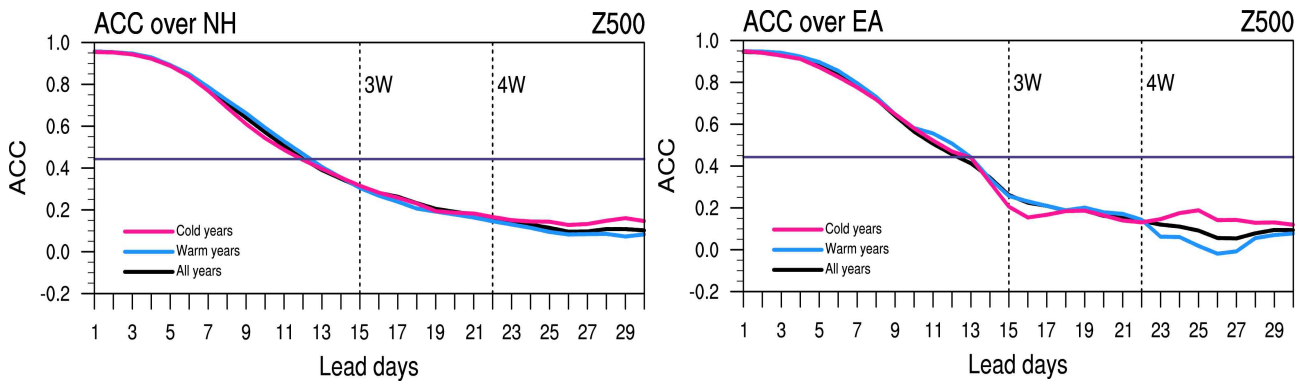 ACC over NH Z500
1.0
0.8
0.6
0.4
0.2
0.0
-0.2
ACC
3W 4W
Cold years
Warm years
All years
1 3 5 7 9 11 13 15 17 19 21 23 25 27 29
Lead days
ACC over EA Z500
1.0
0.8
0.6
0.4
0.2
0.0
-0.2
ACC
3W 4W
Cold years
Warm years
All years
1 3 5 7 9 11 13 15 17 19 21 23 25 27 29
Lead days